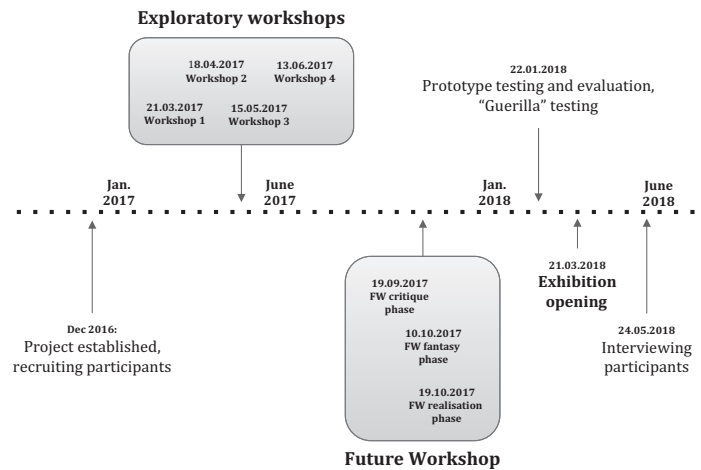 Exploratory workshops
18.04.2017
Workshop 2
13.06.2017
Workshop 4
21.03.2017
Workshop 1
15.05.2017
Workshop 3
22.01.2018
Prototype testing and evaluation,
“Guerilla” testing
Jan.
2017
June
2017
Jan.
2018
June
2018
Dec 2016:
Project established,
recruiting participants
19.09.2017
FW critique
phase
10.10.2017
FW fantasy
phase
19.10.2017
FW realisation
phase
Future Workshop
21.03.2018
Exhibition
opening
24.05.2018
Interviewing
participants